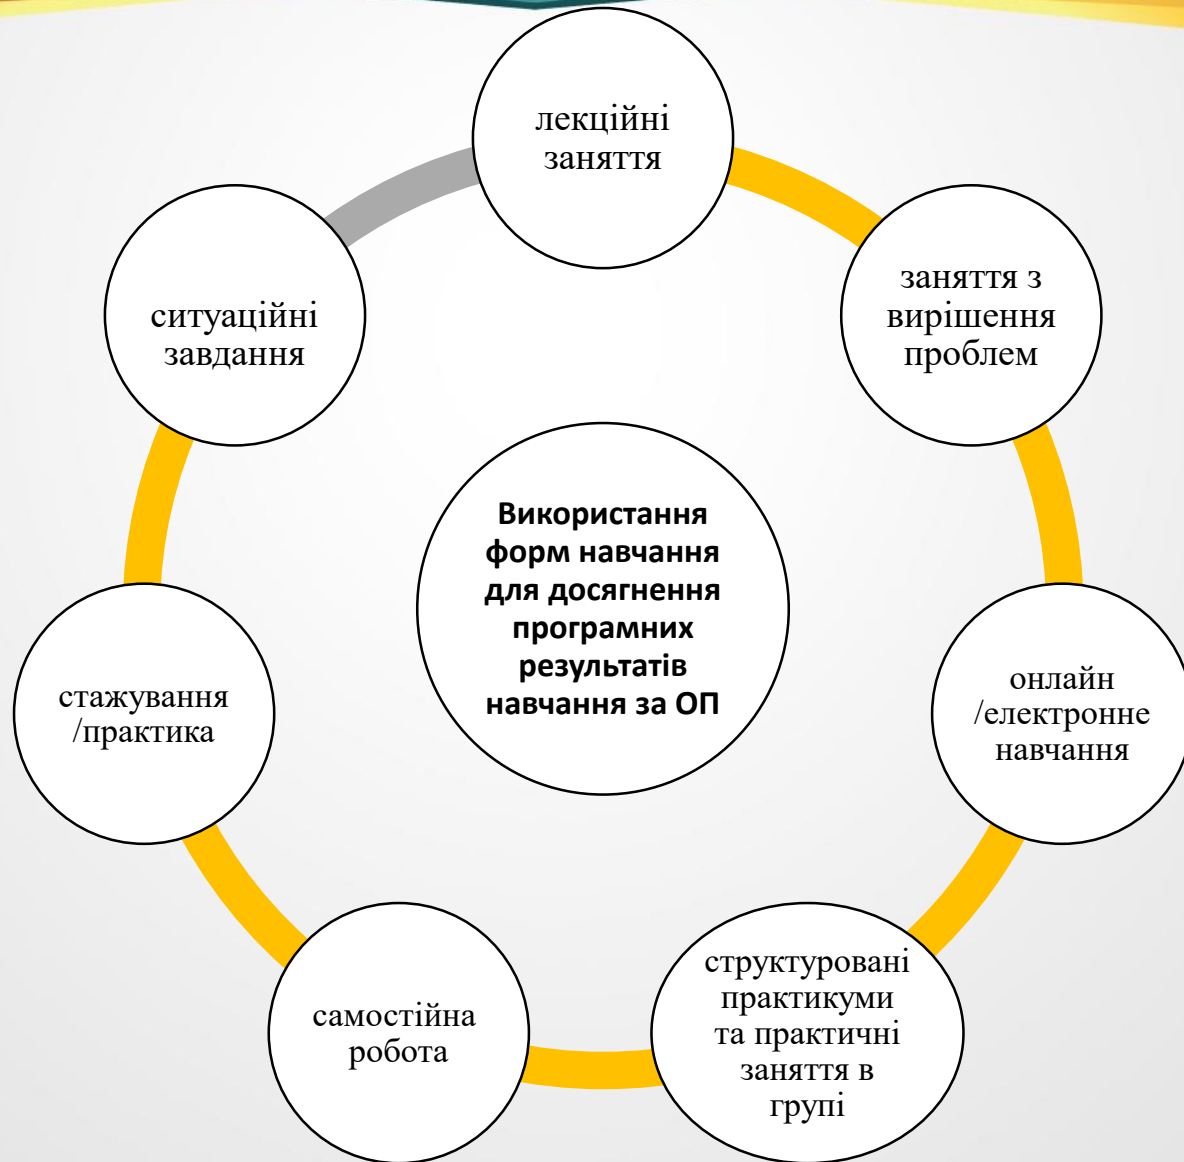 лекційні
заняття
заняття з
вирішення
проблем
онлайн
/електронне
навчання
структуровані
практикуми
та практичні
заняття в
групі
самостійна
робота
стажування
/практика
ситуаційні
завдання
Використання
форм навчання
для досягнення
програмних
результатів
навчання за ОП